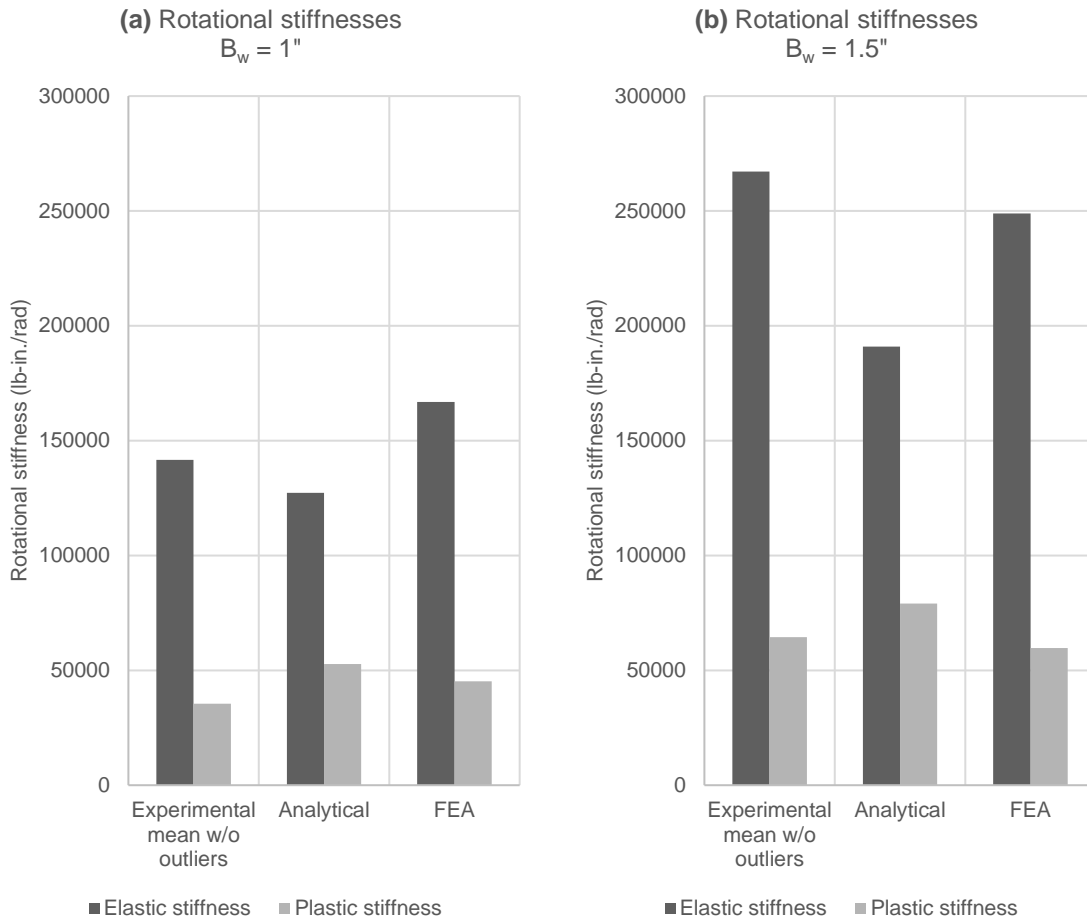 (a) Rotational stiffnesses
B_w = 1"
300000
250000
200000
150000
100000
50000
0
Rotational stiffness (lb-in./rad)
Experimental
mean w/o
outliers
Analytical
FEA
Elastic stiffness
Plastic stiffness
(b) Rotational stiffnesses
B_w = 1.5"
300000
250000
200000
150000
100000
50000
0
Rotational stiffness (lb-in./rad)
Experimental
mean w/o
outliers
Analytical
FEA
Elastic stiffness
Plastic stiffness